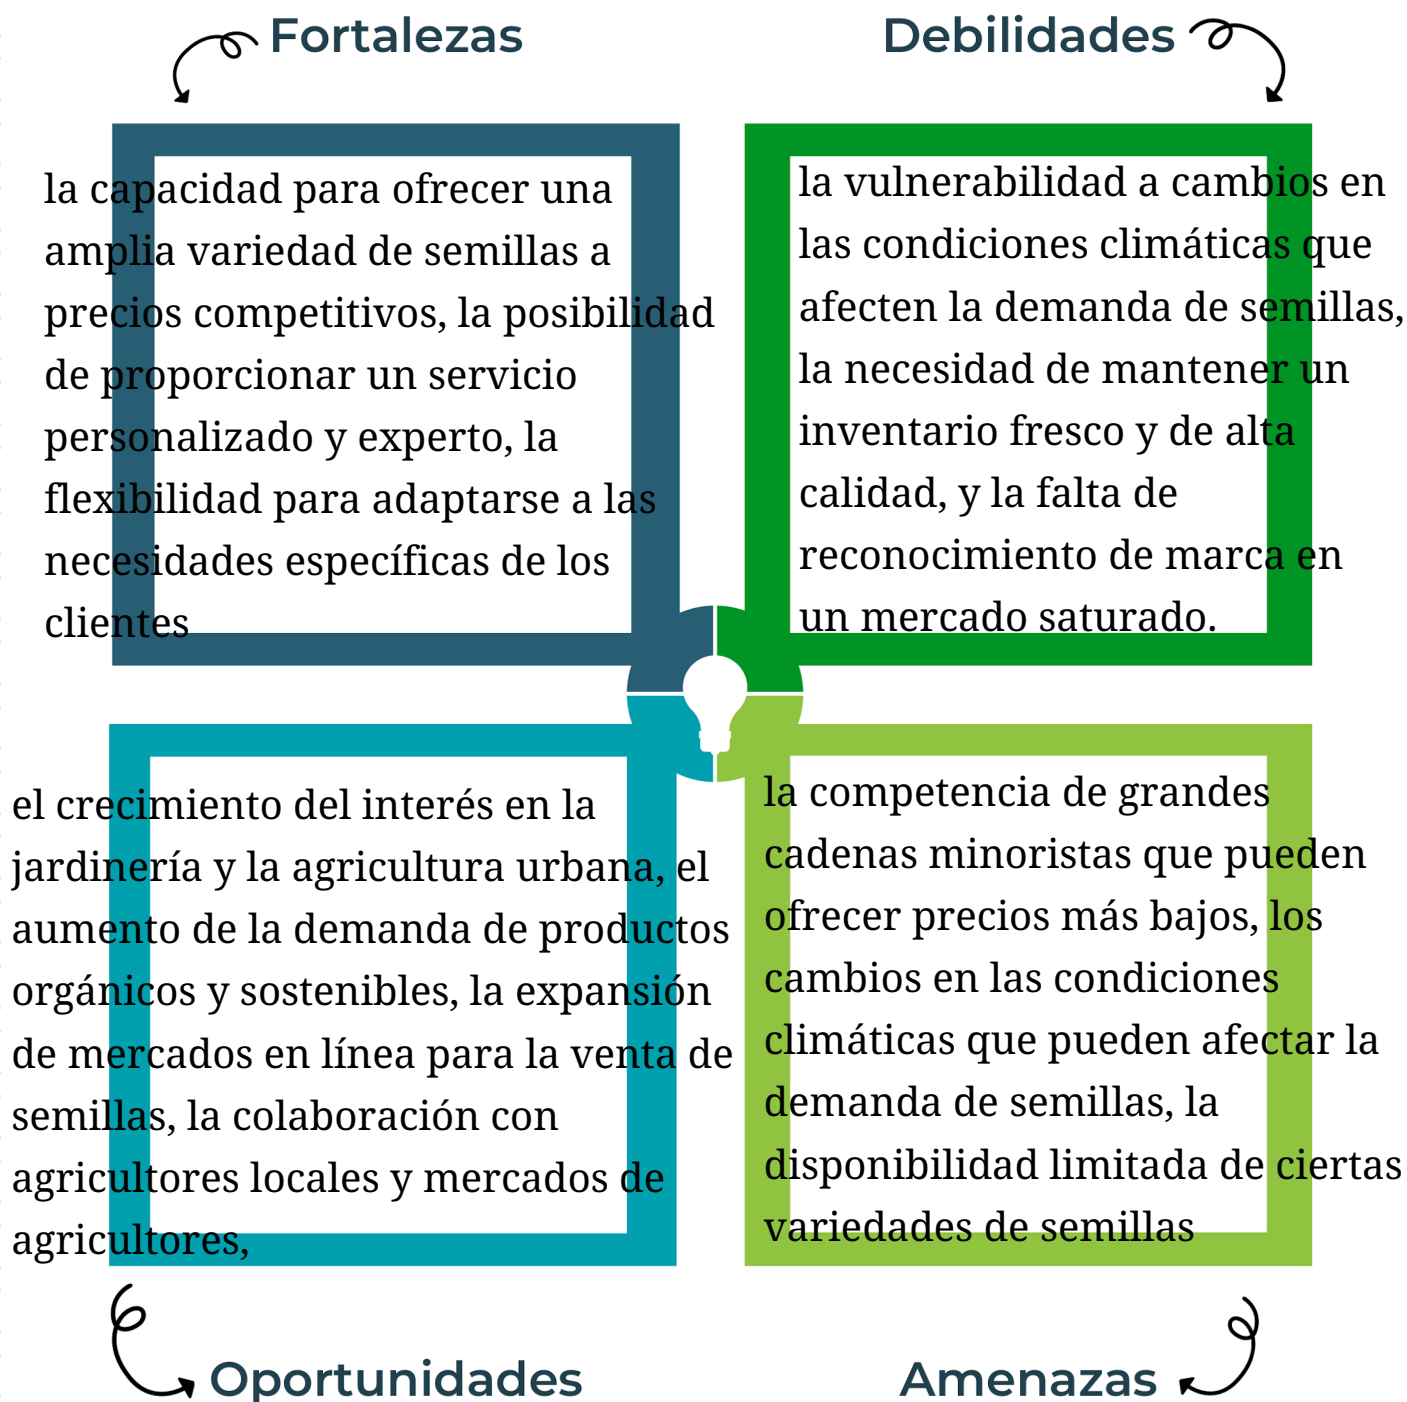 Fortalezas
la capacidad para ofrecer una
amplia variedad de semillas a
precios competitivos, la posibilidad
de proporcionar un servicio
personalizado y experto, la
flexibilidad para adaptarse a las
necesidades específicas de los
clientes
Debilidades
la vulnerabilidad a cambios en
las condiciones climáticas que
afecten la demanda de semillas,
la necesidad de mantener un
inventario fresco y de alta
calidad, y la falta de
reconocimiento de marca en
un mercado saturado.
el crecimiento del interés en la
jardinería y la agricultura urbana, el
aumento de la demanda de productos
orgánicos y sostenibles, la expansión
de mercados en línea para la venta de
semillas, la colaboración con
agricultores locales y mercados de
agricultores,
Oportunidades
la competencia de grandes
cadenas minoristas que pueden
ofrecer precios más bajos, los
cambios en las condiciones
climáticas que pueden afectar la
demanda de semillas, la
disponibilidad limitada de ciertas
variedades de semillas
Amenazas